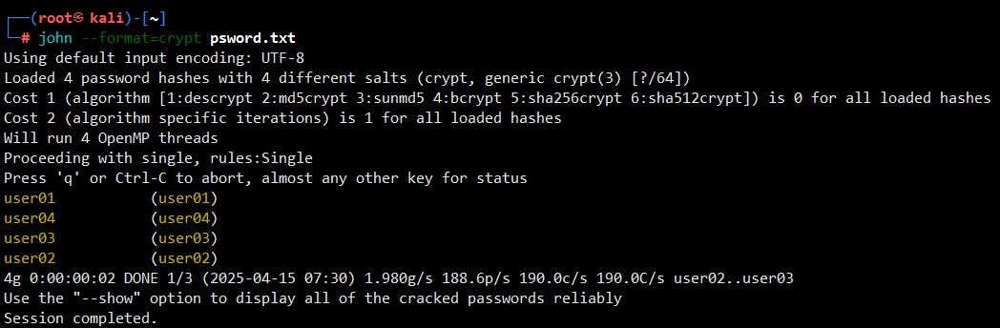 ┌──(root㉿kali)-[~]
└─# john --format=crypt psword.txt
Using default input encoding: UTF-8
Loaded 4 password hashes with 4 different salts (crypt, generic crypt(3) [?/64])
Cost 1 (algorithm [1:descrypt 2:md5crypt 3:sunmd5 4:bcrypt 5:sha256crypt 6:sha512crypt]) is 0 for all loaded hashes
Cost 2 (algorithm specific iterations) is 1 for all loaded hashes
Will run 4 OpenMP threads
Proceeding with single, rules:Single
Press 'q' or Ctrl-C to abort, almost any other key for status
user01           (user01)
user04           (user04)
user03           (user03)
user02           (user02)
4g 0:00:00:02 DONE 1/3 (2025-04-15 07:30) 1.980g/s 188.6p/s 190.0c/s 190.0C/s user02..user03
Use the "--show" option to display all of the cracked passwords reliably
Session completed.